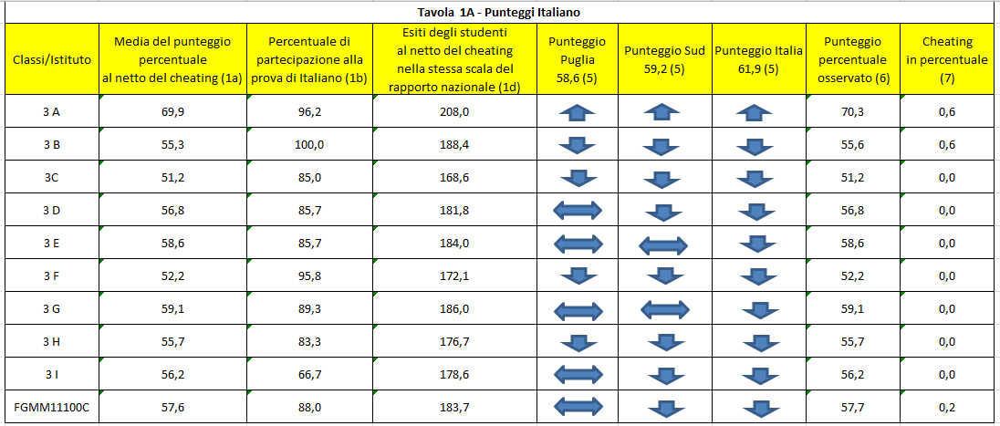 Tavola 1A - Punteggi Italiano
Classi/Istituto
Media del punteggio
percentuale
al netto del cheating (1a)
Percentuale di
partecipazione alla
prova di Italiano (1b)
Esiti degli studenti
al netto del cheating
nella stessa scala del
rapporto nazionale (1d)
Punteggio
Puglia
58,6 (5)
Punteggio Sud
59,2 (5)
Punteggio Italia
61,9 (5)
Punteggio
percentuale
osservato (6)
Cheating
in percentuale
(7)
3 A 69,9 96,2 208,0 70,3 0,6
3 B 55,3 100,0 188,4 55,6 0,6
3C 51,2 85,0 168,6 51,2 0,0
3 D 56,8 85,7 181,8 56,8 0,0
3 E 58,6 85,7 184,0 58,6 0,0
3 F 52,2 95,8 172,1 52,2 0,0
3 G 59,1 89,3 186,0 59,1 0,0
3 H 55,7 83,3 176,7 55,7 0,0
3 I 56,2 66,7 178,6 56,2 0,0
FGMM11100C 57,6 88,0 183,7 57,7 0,2